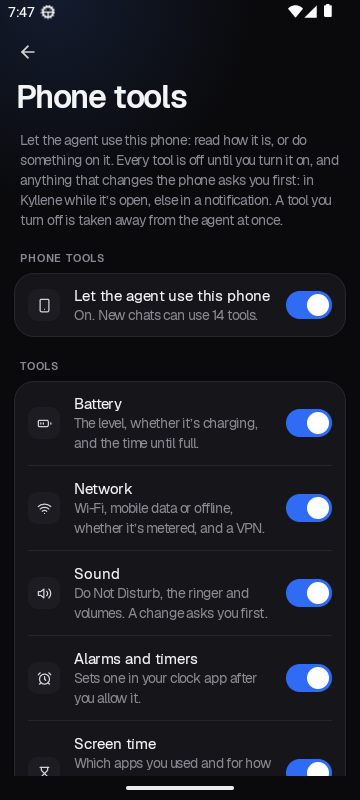 7:47
Phone tools
Let the agent use this phone: read how it is, or do
something on it. Every tool is off until you turn it on, and
anything that changes the phone asks you first: in
Kyllene while it's open, else in a notification. A tool you
turn off is taken away from the agent at once.
PHONE TOOLS
Let the agent use this phone
On. New chats can use 14 tools.
TOOLS
Battery
The level, whether it's charging,
and the time until full.
Network
Wi-Fi, mobile data or offline,
whether it's metered, and a VPN.
Sound
Do Not Disturb, the ringer and
volumes. A change asks you first.
Alarms and timers
Sets one in your clock app after
you allow it.
Screen time
Which apps you used and for how